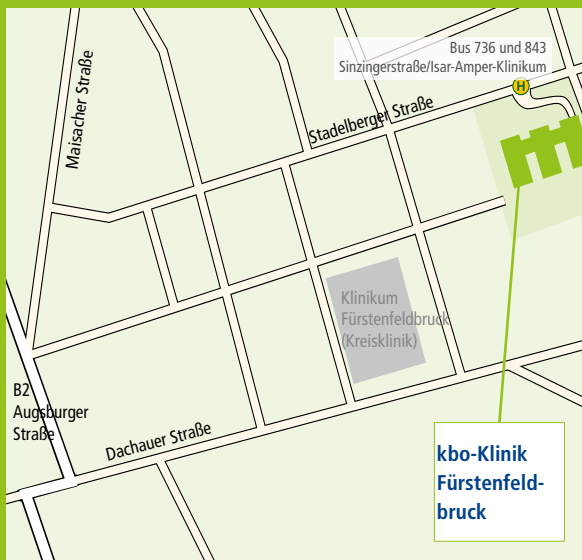 Bus 736 und 843
Sinzingerstraße/Isar-Amper-Klinikum
H
Maisacher Straße
Stadelberger Straße
Klinikum
Fürstenfeldbruck
(Kreisklinik)
B2
Augsburger
Straße
Dachauer Straße
kbo-Klinik
Fürstenfeld-
bruck